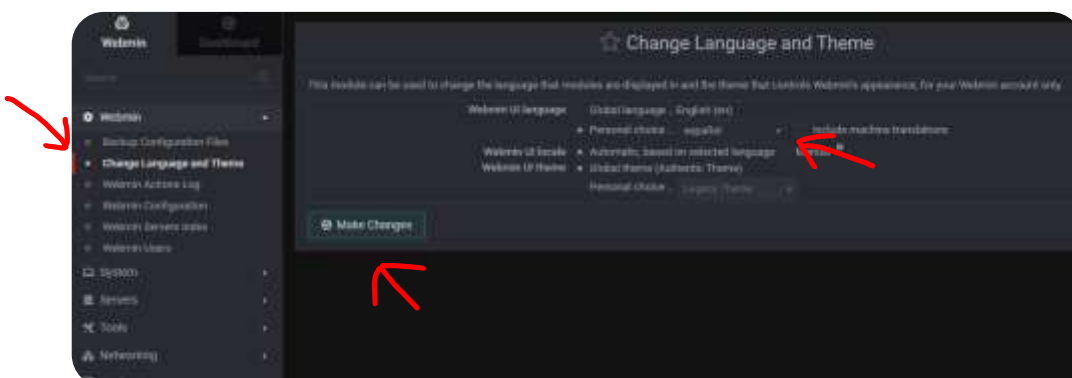 Webmin
Dashboard
Search
Change Language and Theme
This module can be used to change the language that modules are displayed in and the theme that controls Webmin's appearance, for your Webmin account only.
Webmin
Backup Configuration Files
Change Language and Theme
Webmin Actions Log
Webmin Configuration
Webmin Servers Index
Webmin Users
System
Servers
Tools
Networking
Webmin UI language
Global language .. English (en)
Personal choice .. español
Include machine translations
Webmin UI locale
Automatic, based on selected language
Manual
Webmin UI theme
Global theme (Authentic Theme)
Personal choice .. Legacy Theme
Make Changes